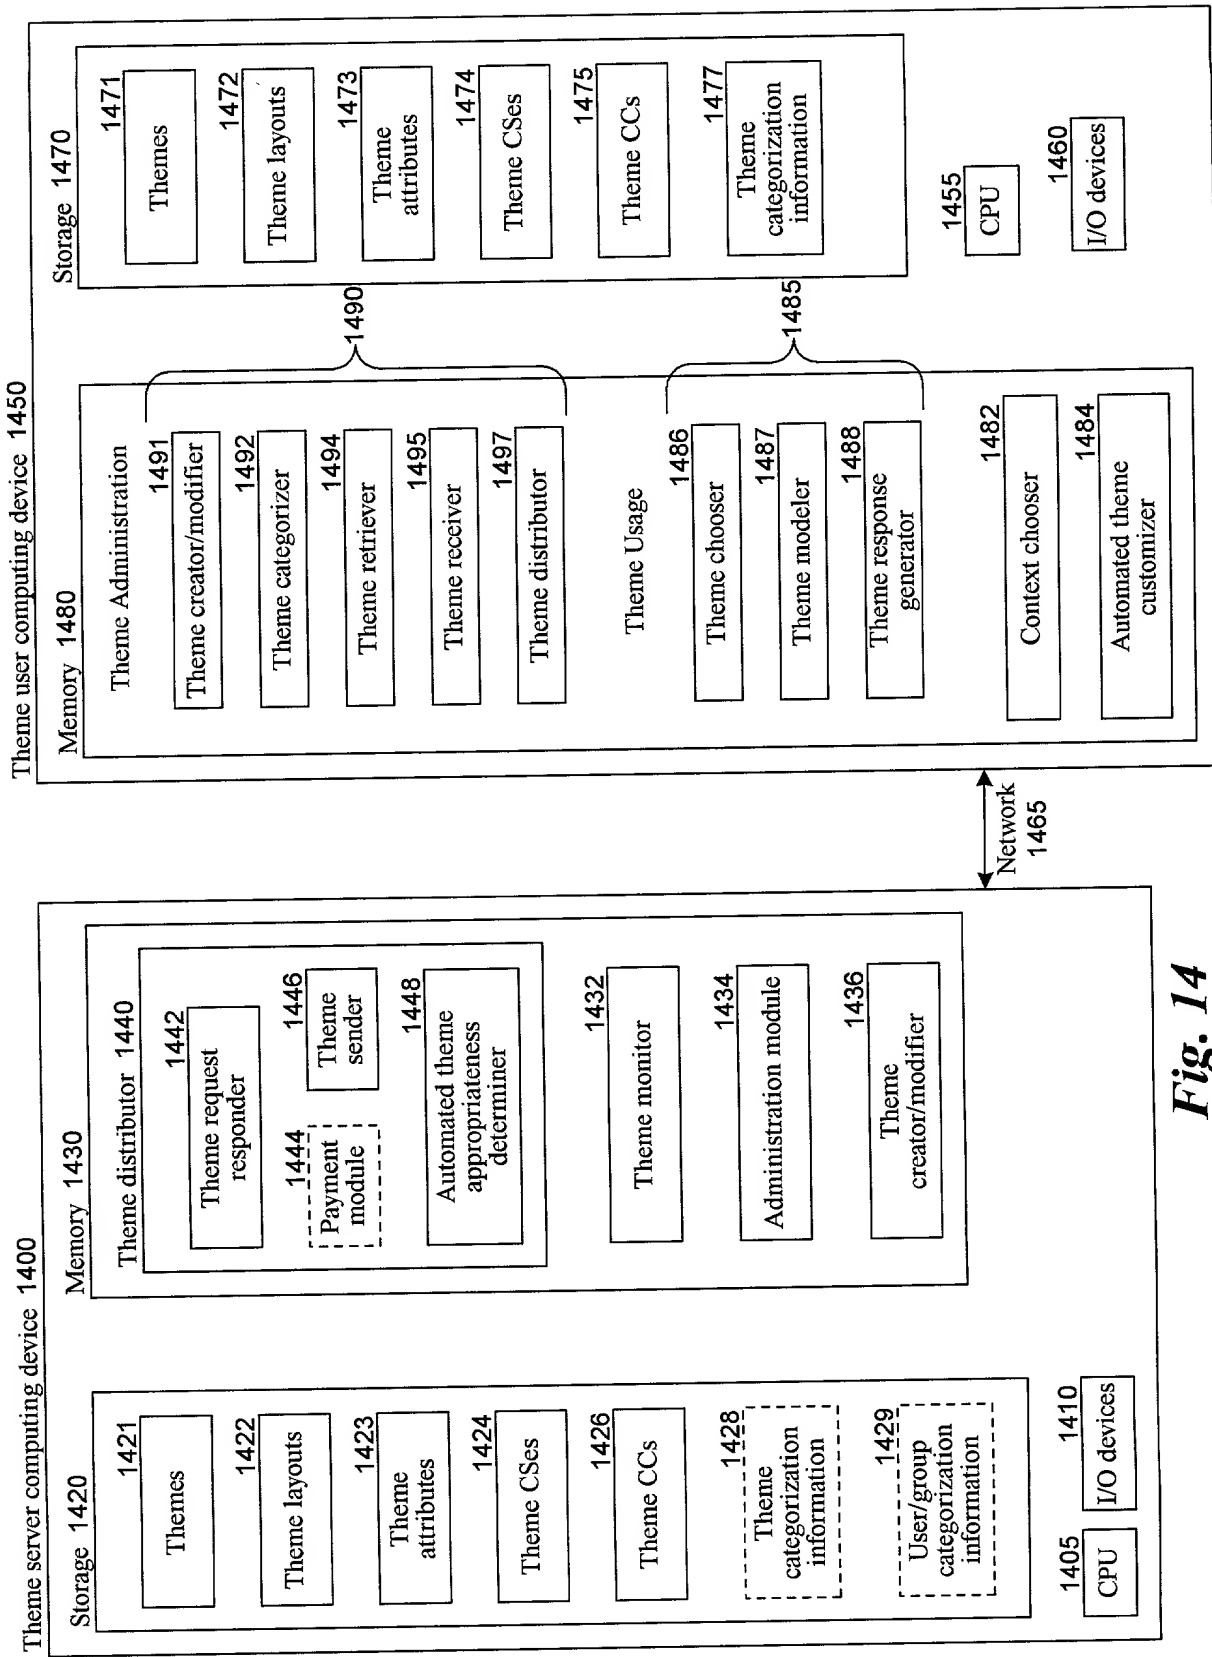 Theme server computing device 1400
Storage 1420
1421
Themes
1422
Theme layouts
1423
Theme
attributes
1424
Theme CSes
1426
Theme CCs
1428
Theme
categorization
information
1429
User/group
categorization
information
1405
CPU
1410
I/O devices
Memory 1430
Theme distributor 1440
1442
Theme request
responder
1444
Payment
module
1446
Theme
sender
1448
Automated theme
appropriateness
determiner
1432
Theme monitor
1434
Administration module
1436
Theme
creator/modifier
Network
1465
Theme user computing device 1450
Memory 1480
Theme Administration
1491
Theme creator/modifier
1492
Theme categorizer
1494
Theme retriever
1495
Theme receiver
1497
Theme distributor
1490
Theme Usage
1486
Theme chooser
1487
Theme modeler
1488
Theme response
generator
1485
1482
Context chooser
1484
Automated theme
customizer
Storage 1470
1471
Themes
1472
Theme layouts
1473
Theme
attributes
1474
Theme CSes
1475
Theme CCs
1477
Theme
categorization
information
1455
CPU
1460
I/O devices
Fig. 14